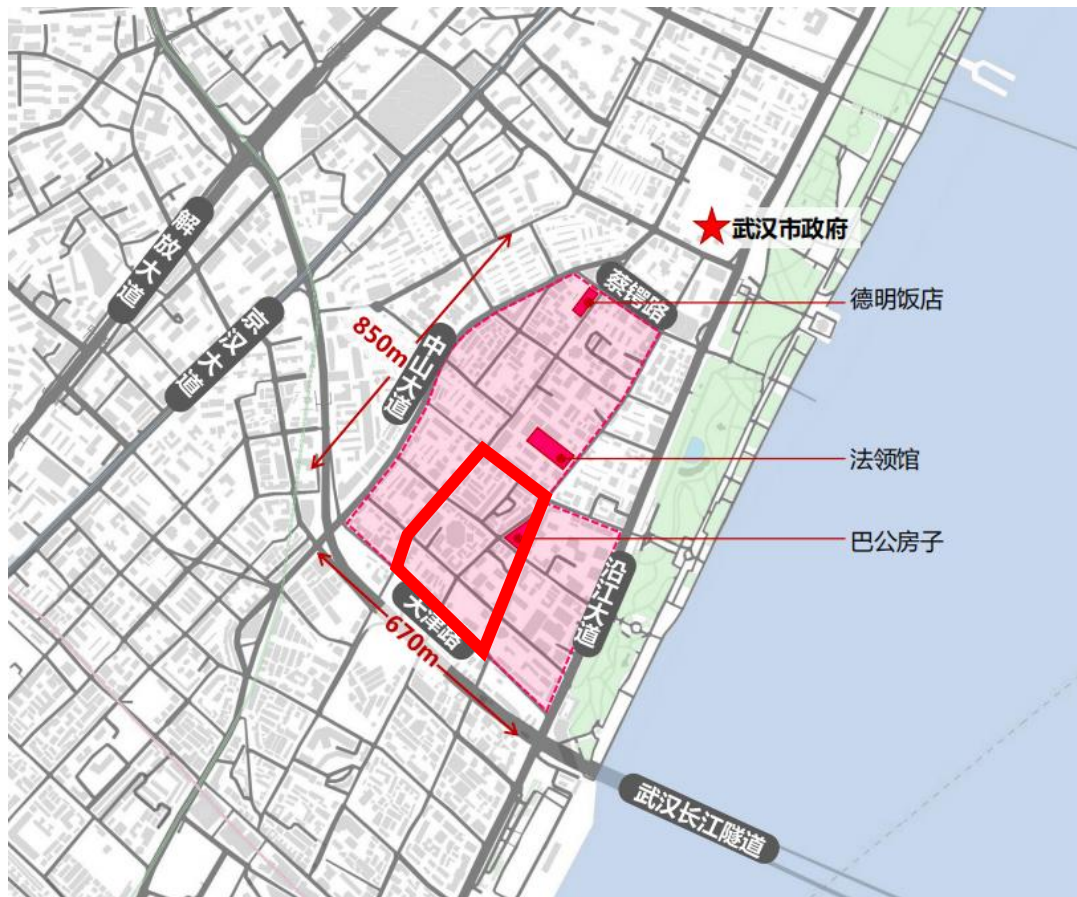 武汉市政府
蔡锷路
德明饭店
解放大道
京汉大道
850m
中山大道
法领馆
巴公房子
沿江大道
天津路
670m
武汉长江隧道